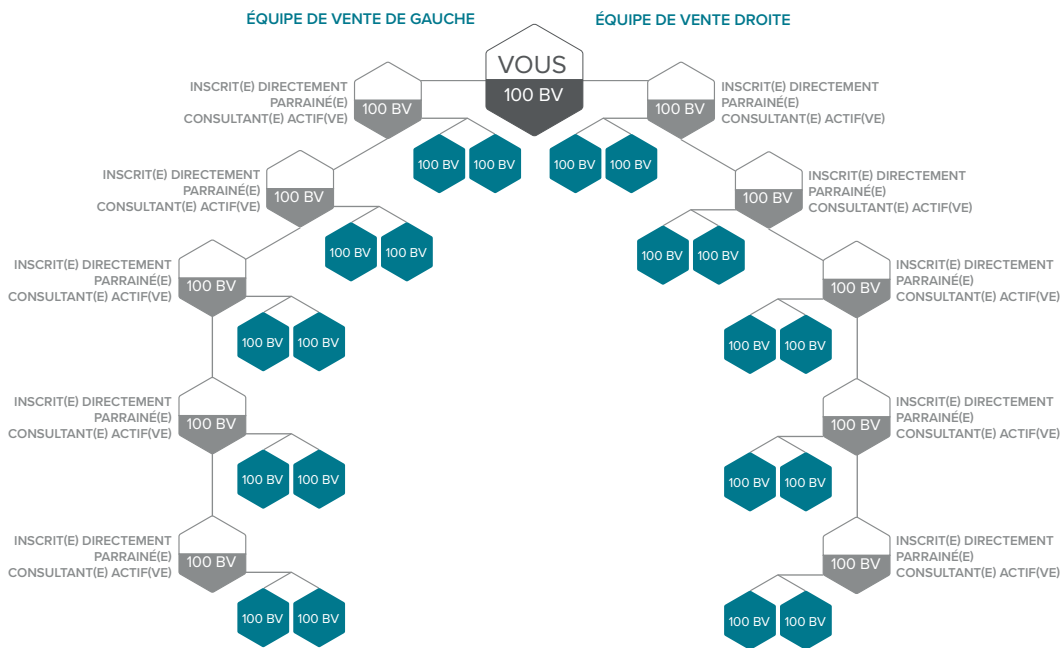 ÉQUIPE DE VENTE DE GAUCHE
ÉQUIPE DE VENTE DROITE
VOUS
100 BV
INSCRIT(E) DIRECTEMENT
PARRAINÉ(E)
CONSULTANT(E) ACTIF(VE)
100 BV
100 BV
100 BV
100 BV
INSCRIT(E) DIRECTEMENT
PARRAINÉ(E)
CONSULTANT(E) ACTIF(VE)
100 BV
100 BV
INSCRIT(E) DIRECTEMENT
PARRAINÉ(E)
CONSULTANT(E) ACTIF(VE)
100 BV
100 BV
100 BV
100 BV
INSCRIT(E) DIRECTEMENT
PARRAINÉ(E)
CONSULTANT(E) ACTIF(VE)
100 BV
100 BV
INSCRIT(E) DIRECTEMENT
PARRAINÉ(E)
CONSULTANT(E) ACTIF(VE)
100 BV
100 BV
100 BV
100 BV
INSCRIT(E) DIRECTEMENT
PARRAINÉ(E)
CONSULTANT(E) ACTIF(VE)
100 BV
100 BV
INSCRIT(E) DIRECTEMENT
PARRAINÉ(E)
CONSULTANT(E) ACTIF(VE)
100 BV
100 BV
100 BV
100 BV
INSCRIT(E) DIRECTEMENT
PARRAINÉ(E)
CONSULTANT(E) ACTIF(VE)
100 BV
100 BV
INSCRIT(E) DIRECTEMENT
PARRAINÉ(E)
CONSULTANT(E) ACTIF(VE)
100 BV
100 BV
100 BV
100 BV
INSCRIT(E) DIRECTEMENT
PARRAINÉ(E)
CONSULTANT(E) ACTIF(VE)
100 BV
100 BV